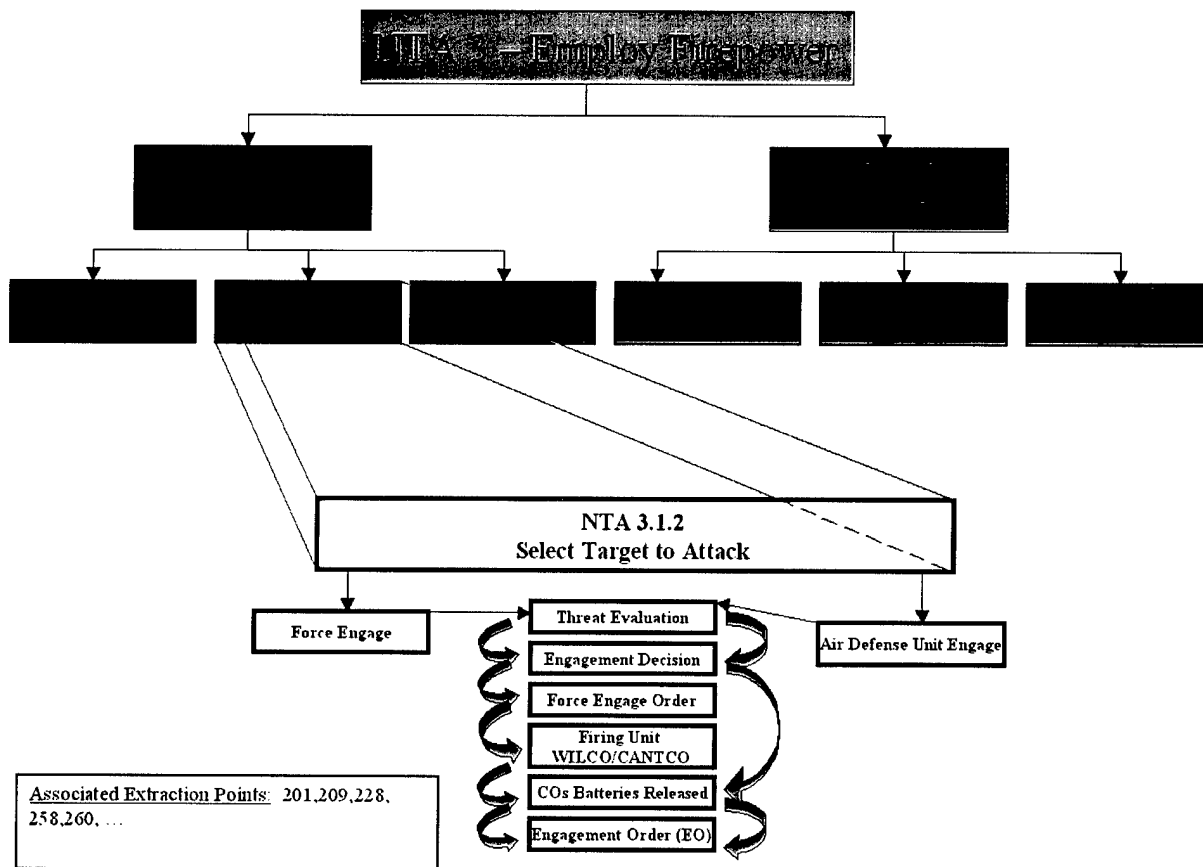 – Employ Firepower
NTA 3.1.2
Select Target to Attack
Force Engage
Threat Evaluation
Air Defense Unit Engage
Engagement Decision
Force Engage Order
Firing Unit
WILCO/CANTCO
COs Batteries Released
Engagement Order (EO)
Associated Extraction Points: 201,209,228,
258,260, …